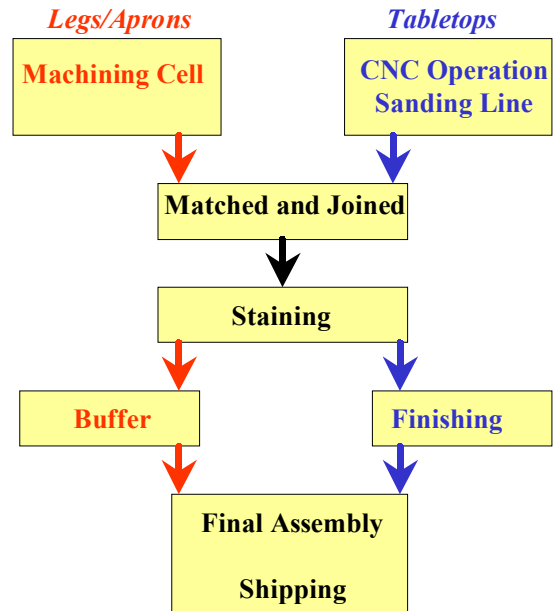 Legs/Aprons
Tabletops
Machining Cell
CNC Operation
Sanding Line
Matched and Joined
Staining
Buffer
Finishing
Final Assembly
Shipping